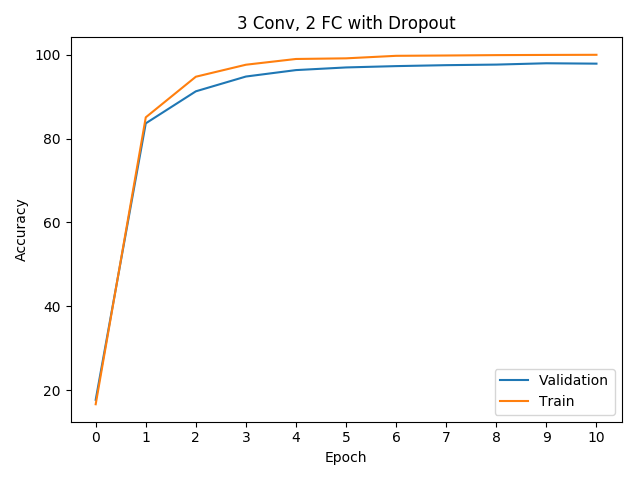 3 Conv, 2 FC with Dropout
100
80
60
40
20
Accuracy
Validation
Train
0 1 2 3 4 5 6 7 8 9 10
Epoch